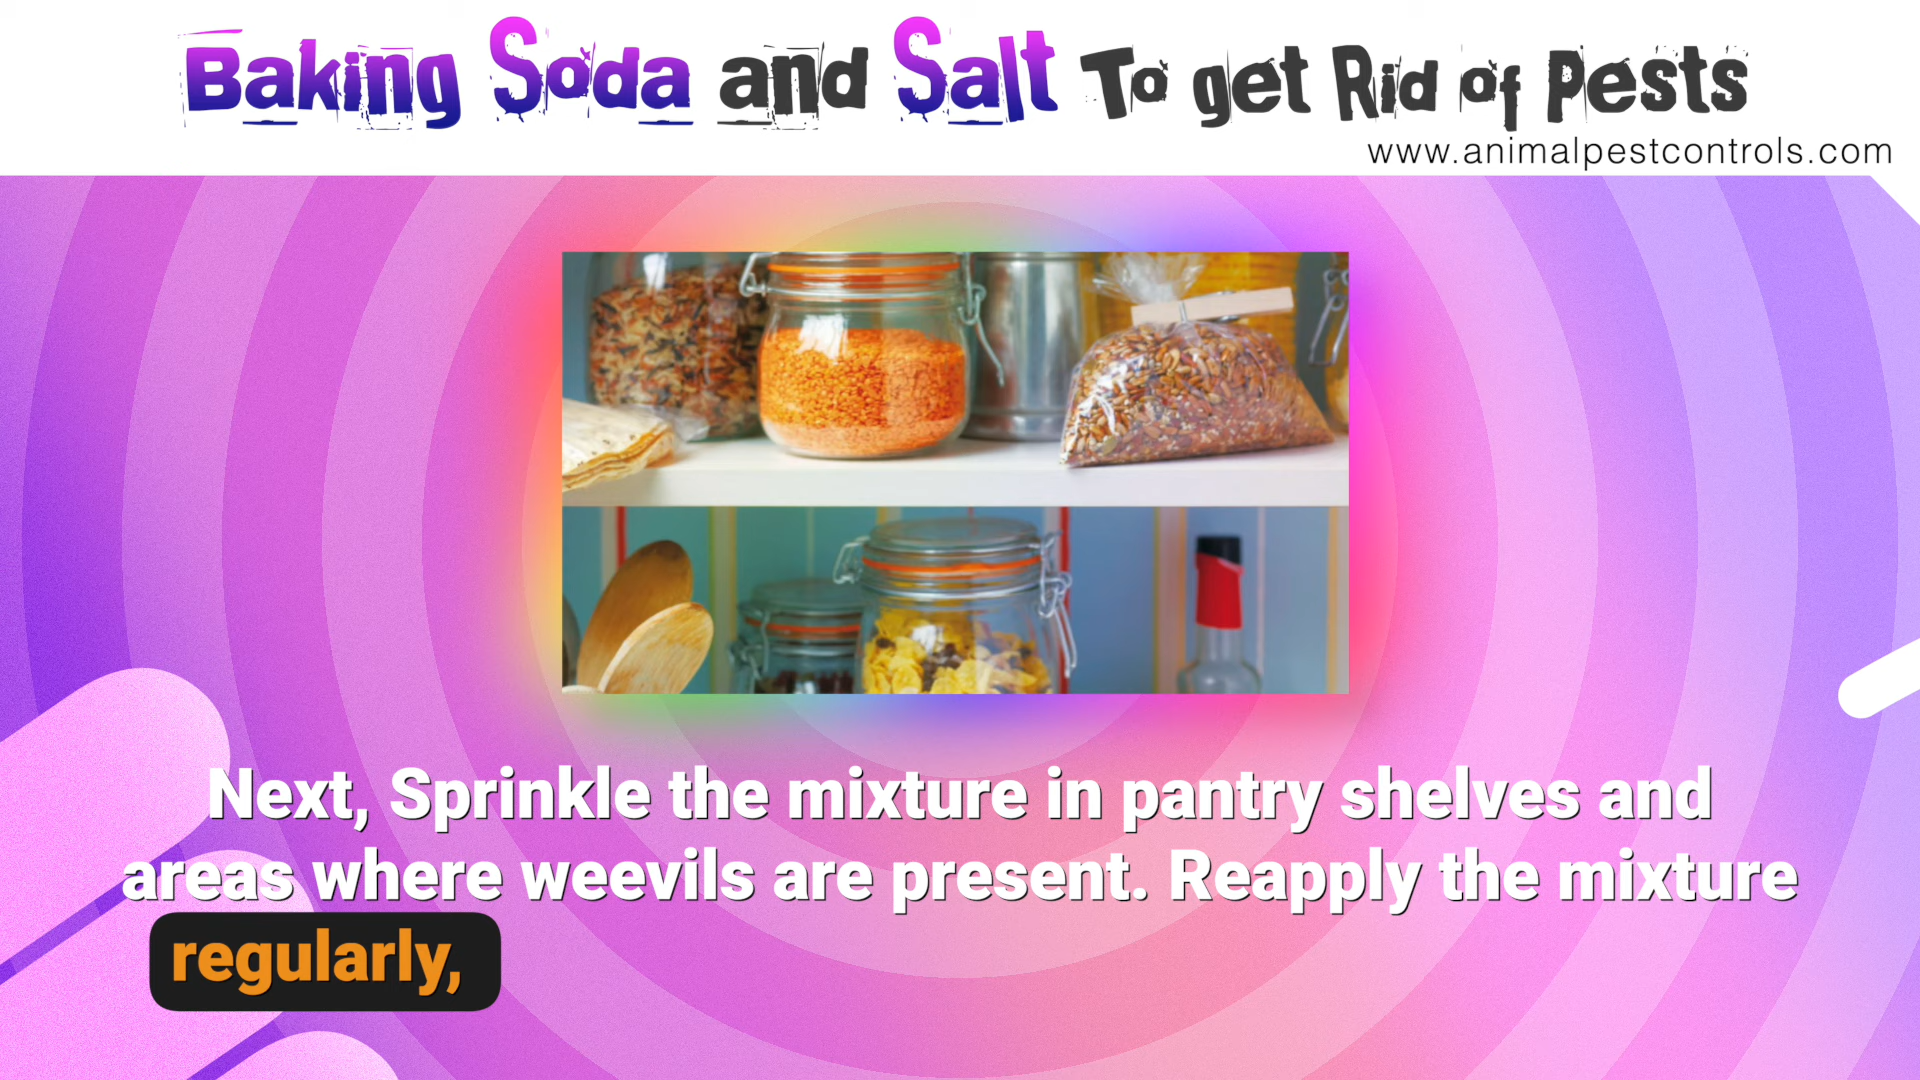 Baking Soda and Salt To get Rid of Pests
www.animalpestcontrols.com
Next, Sprinkle the mixture in pantry shelves and
areas where weevils are present. Reapply the mixture
regularly,